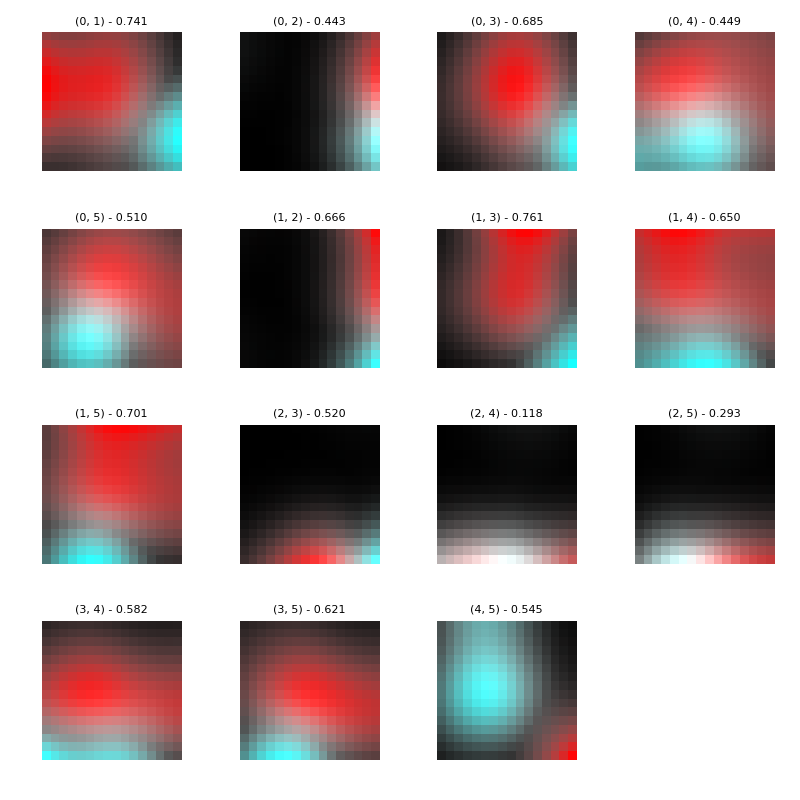 (0, 1) - 0.741
(0, 2) - 0.443
(0, 3) - 0.685
(0, 4) - 0.449
(0, 5) - 0.510
(1, 2) - 0.666
(1, 3) - 0.761
(1, 4) - 0.650
(1, 5) - 0.701
(2, 3) - 0.520
(2, 4) - 0.118
(2, 5) - 0.293
(3, 4) - 0.582
(3, 5) - 0.621
(4, 5) - 0.545